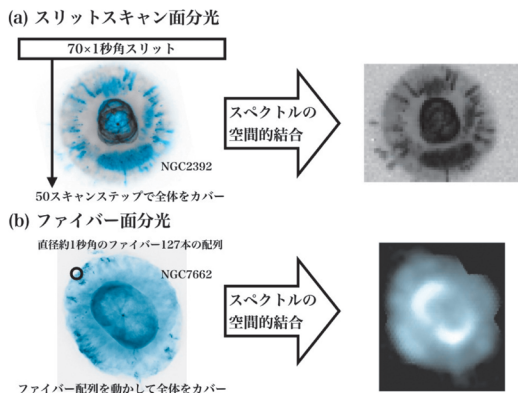 (a) スリットスキャン面分光
70×1秒角スリット
スペクトルの
空間的結合
NGC2392
50スキャンステップで全体をカバー
(b) ファイバー面分光
直径約1秒角のファイバー127本の配列
NGC7662
スペクトルの
空間的結合
ファイバー配列を動かして全体をカバー